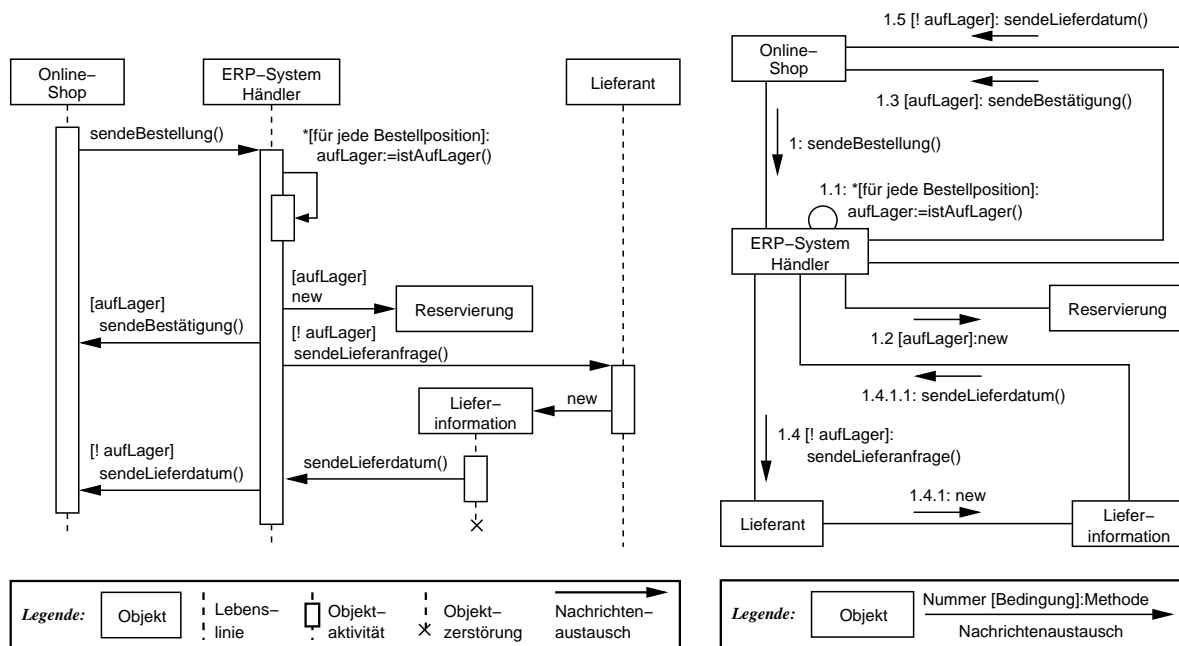 Online–
Shop
ERP–System
Händler
Lieferant
sendeBestellung()
*[für jede Bestellposition]:
aufLager:=istAufLager()
[aufLager]
new
Reservierung
[aufLager]
sendeBestätigung()
[! aufLager]
sendeLieferanfrage()
new
Liefer–
information
[! aufLager]
sendeLieferdatum()
sendeLieferdatum()
Legende:
Objekt
Lebens–
linie
Objekt–
aktivität
Objekt–
zerstörung
Nachrichten–
austausch
1.5 [! aufLager]: sendeLieferdatum()
Online–
Shop
1.3 [aufLager]: sendeBestätigung()
1: sendeBestellung()
1.1: *[für jede Bestellposition]:
aufLager:=istAufLager()
ERP–System
Händler
Reservierung
1.2 [aufLager]:new
1.4.1.1: sendeLieferdatum()
1.4 [! aufLager]:
sendeLieferanfrage()
1.4.1: new
Lieferant
Liefer–
information
Legende:
Objekt
Nummer [Bedingung]:Methode
Nachrichtenaustausch